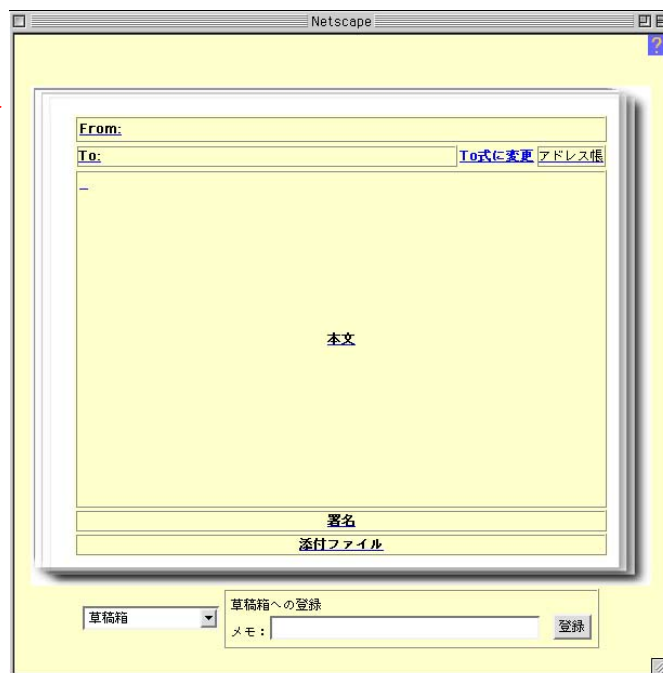 Netscape
?
From:
To: To式に変更 アドレス帳
本文
署名
添付ファイル
草稿箱 草稿箱への登録
メモ: 登録